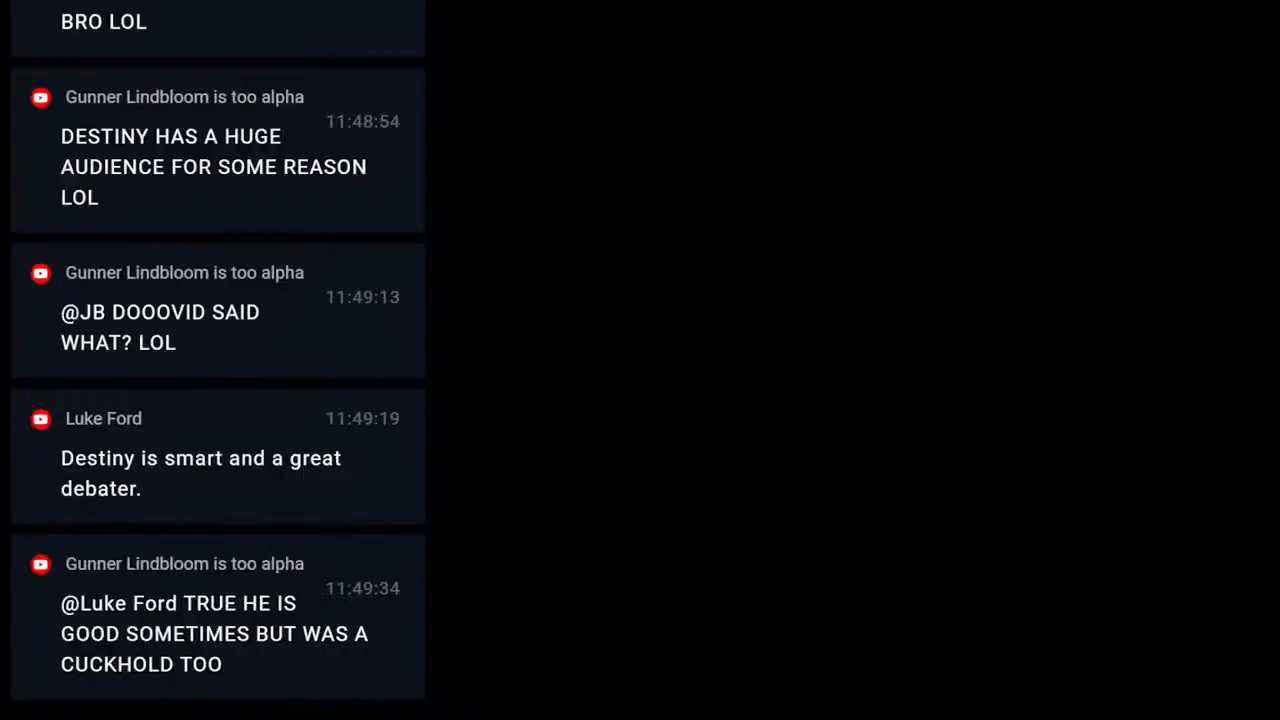 BRO LOL
Gunner Lindbloom is too alpha
11:48:54
DESTINY HAS A HUGE
AUDIENCE FOR SOME REASON
LOL
Gunner Lindbloom is too alpha
11:49:13
@JB DOOOVID SAID
WHAT? LOL
Luke Ford 11:49:19
Destiny is smart and a great
debater.
Gunner Lindbloom is too alpha
11:49:34
@Luke Ford TRUE HE IS
GOOD SOMETIMES BUT WAS A
CUCKHOLD TOO